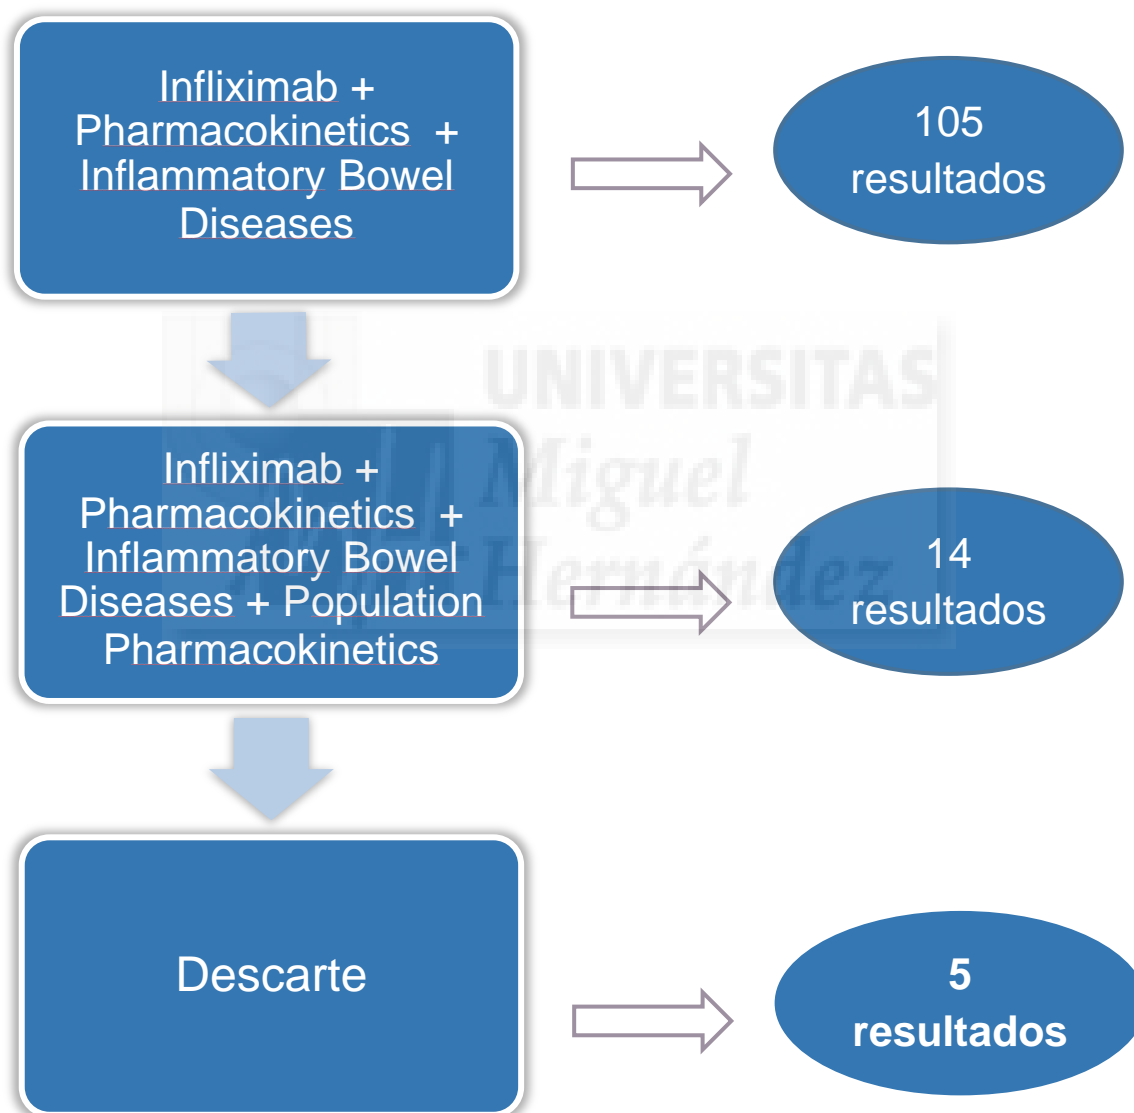 Infliximab +
Pharmacokinetics +
Inflammatory Bowel
Diseases
105
resultados
UNIVERSITAS
Miguel
Hernández
Infliximab +
Pharmacokinetics +
Inflammatory Bowel
Diseases + Population
Pharmacokinetics
14
resultados
Descarte
5
resultados